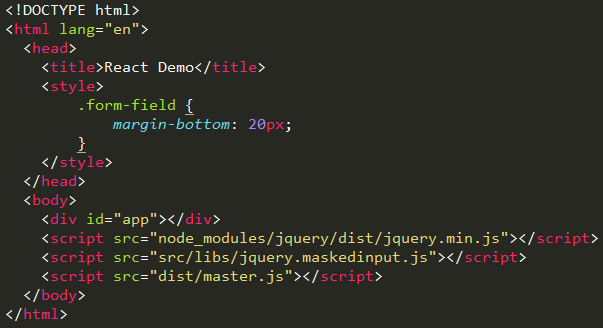 <!DOCTYPE html>
<html lang="en">
  <head>
    <title>React Demo</title>
    <style>
        .form-field {
            margin-bottom: 20px;
        }
    </style>
  </head>
  <body>
    <div id="app"></div>
    <script src="node_modules/jquery/dist/jquery.min.js"></script>
    <script src="src/libs/jquery.maskedinput.js"></script>
    <script src="dist/master.js"></script>
  </body>
</html>